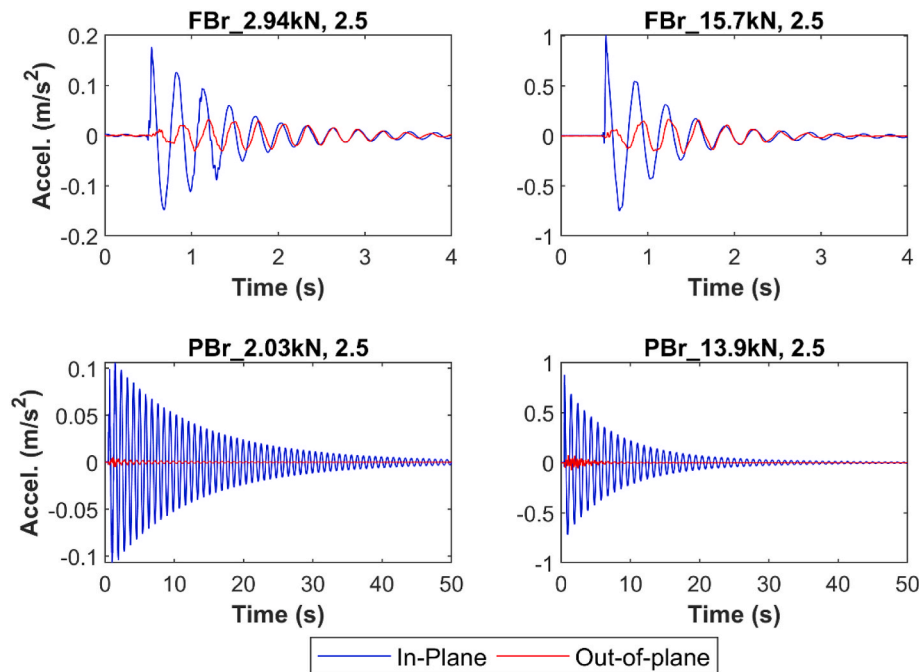 FBr_2.94kN, 2.5
0.2
0.1
0
-0.1
-0.2
Accel. (m/s²)
0 1 2 3 4
Time (s)
FBr_15.7kN, 2.5
1
0.5
0
-0.5
-1
0 1 2 3 4
Time (s)
PBr_2.03kN, 2.5
0.1
0.05
0
-0.05
-0.1
Accel. (m/s²)
0 10 20 30 40 50
Time (s)
PBr_13.9kN, 2.5
1
0.5
0
-0.5
-1
0 10 20 30 40 50
Time (s)
In-Plane Out-of-plane